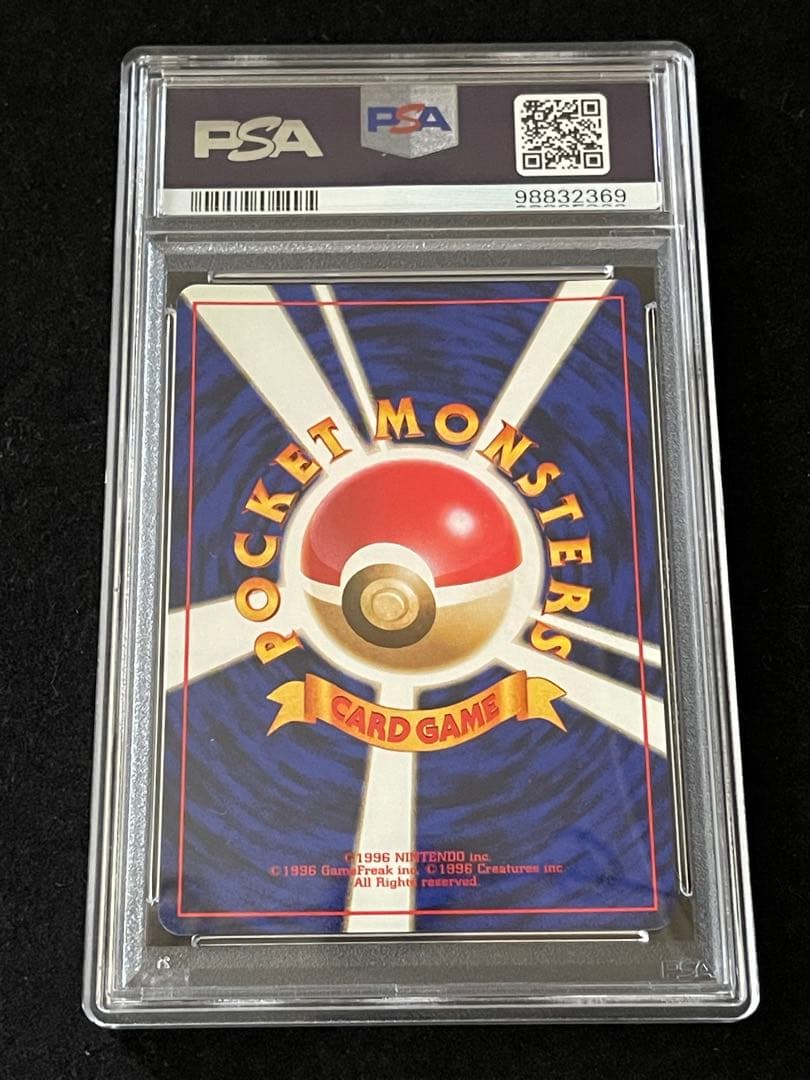 PSA
PSA
98832369
POCKET MONSTERS
CARD GAME
©1996 NINTENDO inc.
©1996 GameFreak inc. ©1996 Creatures inc
All Rights reserved.
PSA